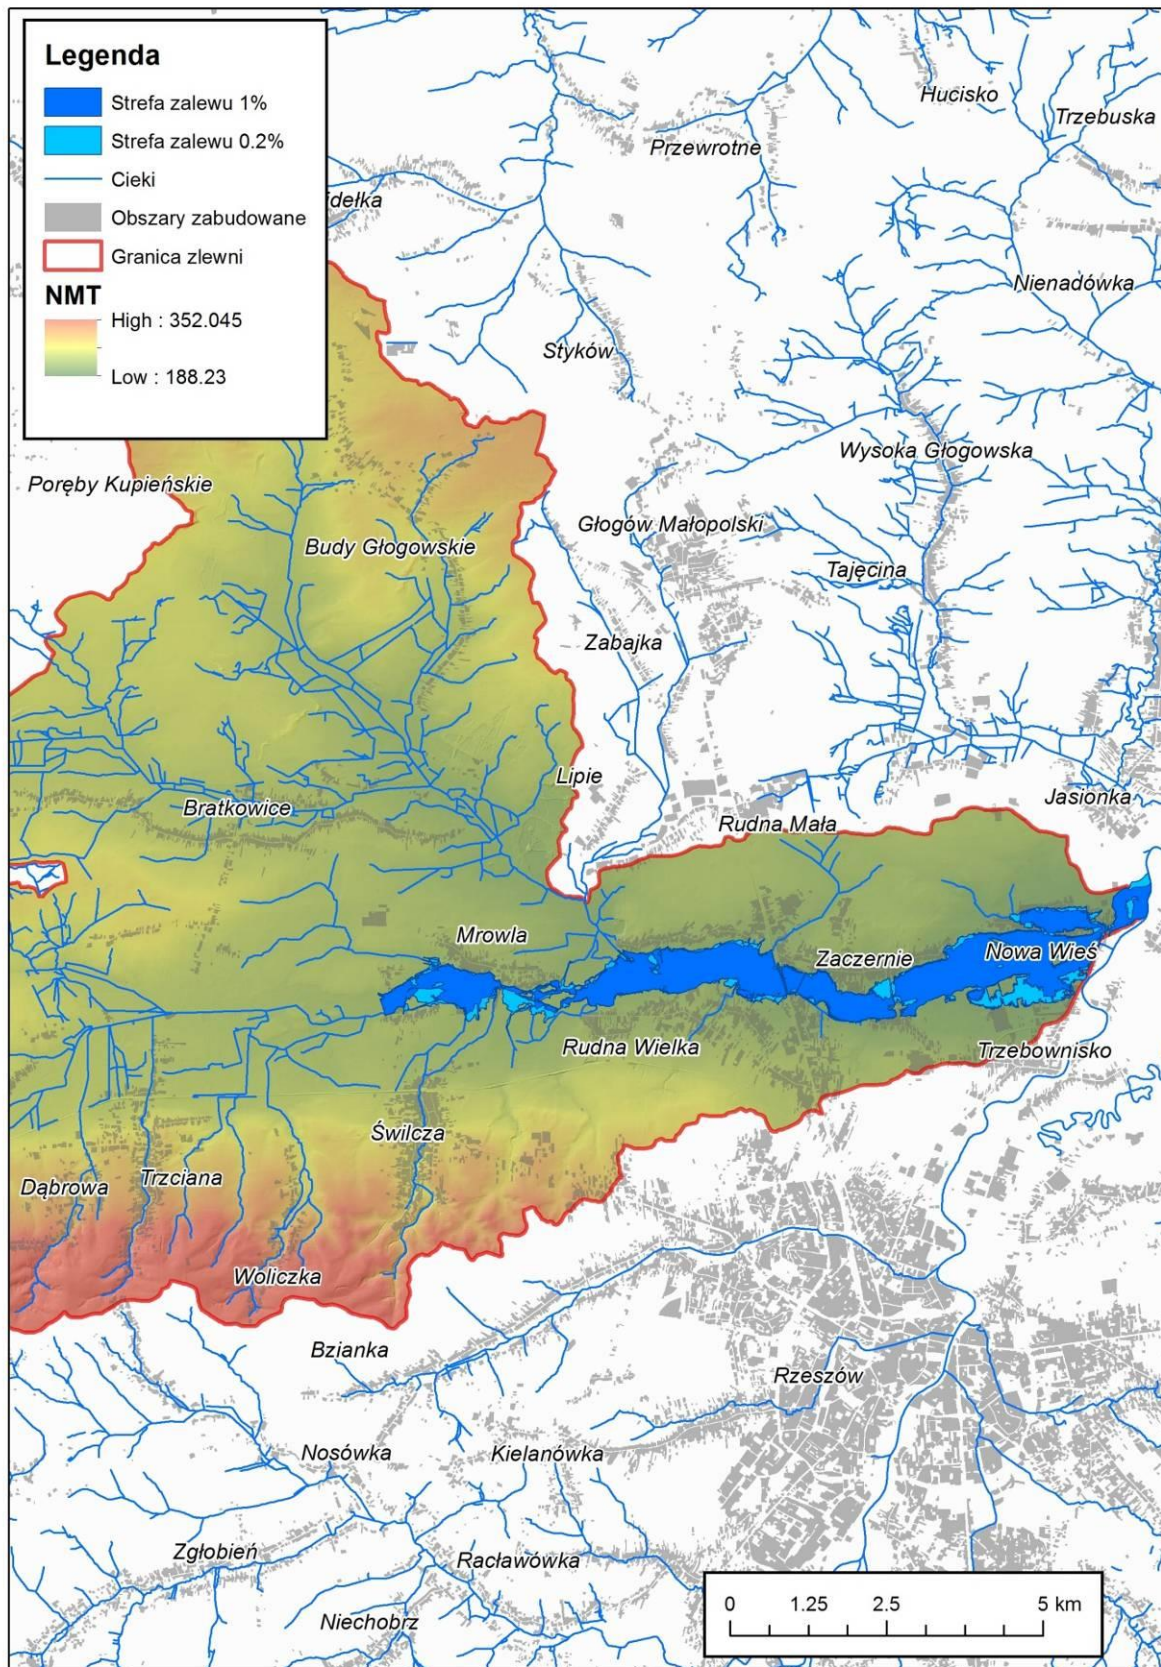 Legenda
Strefa zalewu 1%
Strefa zalewu 0.2%
Cieki
Obszary zabudowane
Granica zlewni
NMT
High : 352.045
Low : 188.23
Hucisko
Trzebuska
Przewrotne
idełka
Nienadówka
Styków
Wysoka Głogowska
Poręby Kupieńskie
Głogów Małopolski
Budy Głogowskie
Tajęcina
Zabajka
Lipie
Jasionka
Bratkowice
Rudna Mała
Mrowla
Zaczernie
Nowa Wieś
Rudna Wielka
Trzebownisko
Świlcza
Trzciana
Dąbrowa
Woliczka
Bzianka
Rzeszów
Nosówka
Kielanówka
Zgłobień
Racławówka
Niechobrz
0 1.25 2.5 5 km